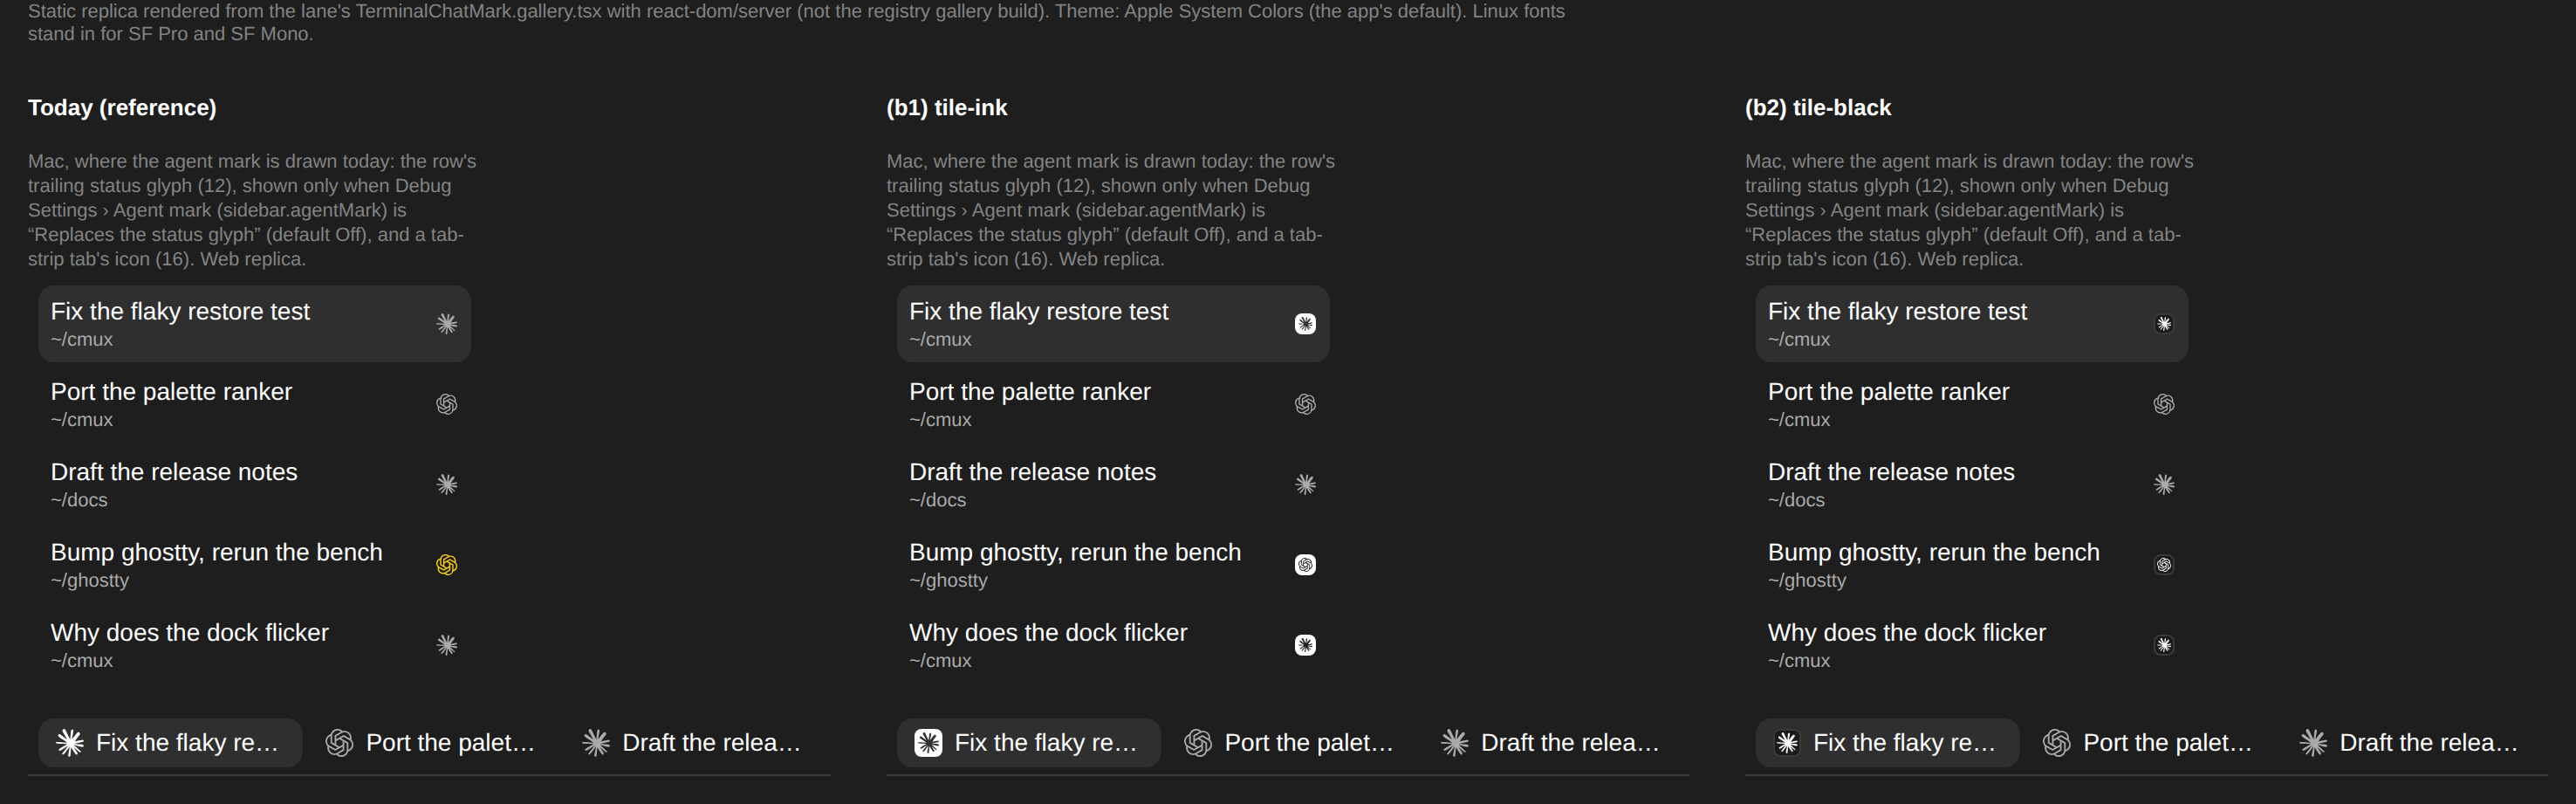 Static replica rendered from the lane's TerminalChatMark.gallery.tsx with react-dom/server (not the registry gallery build). Theme: Apple System Colors (the app's default). Linux fonts
stand in for SF Pro and SF Mono.
Today (reference)
Mac, where the agent mark is drawn today: the row's
trailing status glyph (12), shown only when Debug
Settings › Agent mark (sidebar.agentMark) is
“Replaces the status glyph” (default Off), and a tab-
strip tab's icon (16). Web replica.
Fix the flaky restore test
~/cmux
Port the palette ranker
~/cmux
Draft the release notes
~/docs
Bump ghostty, rerun the bench
~/ghostty
Why does the dock flicker
~/cmux
Fix the flaky re…
Port the palet…
Draft the relea…
(b1) tile-ink
Mac, where the agent mark is drawn today: the row's
trailing status glyph (12), shown only when Debug
Settings › Agent mark (sidebar.agentMark) is
“Replaces the status glyph” (default Off), and a tab-
strip tab's icon (16). Web replica.
Fix the flaky restore test
~/cmux
Port the palette ranker
~/cmux
Draft the release notes
~/docs
Bump ghostty, rerun the bench
~/ghostty
Why does the dock flicker
~/cmux
Fix the flaky re…
Port the palet…
Draft the relea…
(b2) tile-black
Mac, where the agent mark is drawn today: the row's
trailing status glyph (12), shown only when Debug
Settings › Agent mark (sidebar.agentMark) is
“Replaces the status glyph” (default Off), and a tab-
strip tab's icon (16). Web replica.
Fix the flaky restore test
~/cmux
Port the palette ranker
~/cmux
Draft the release notes
~/docs
Bump ghostty, rerun the bench
~/ghostty
Why does the dock flicker
~/cmux
Fix the flaky re…
Port the palet…
Draft the relea…